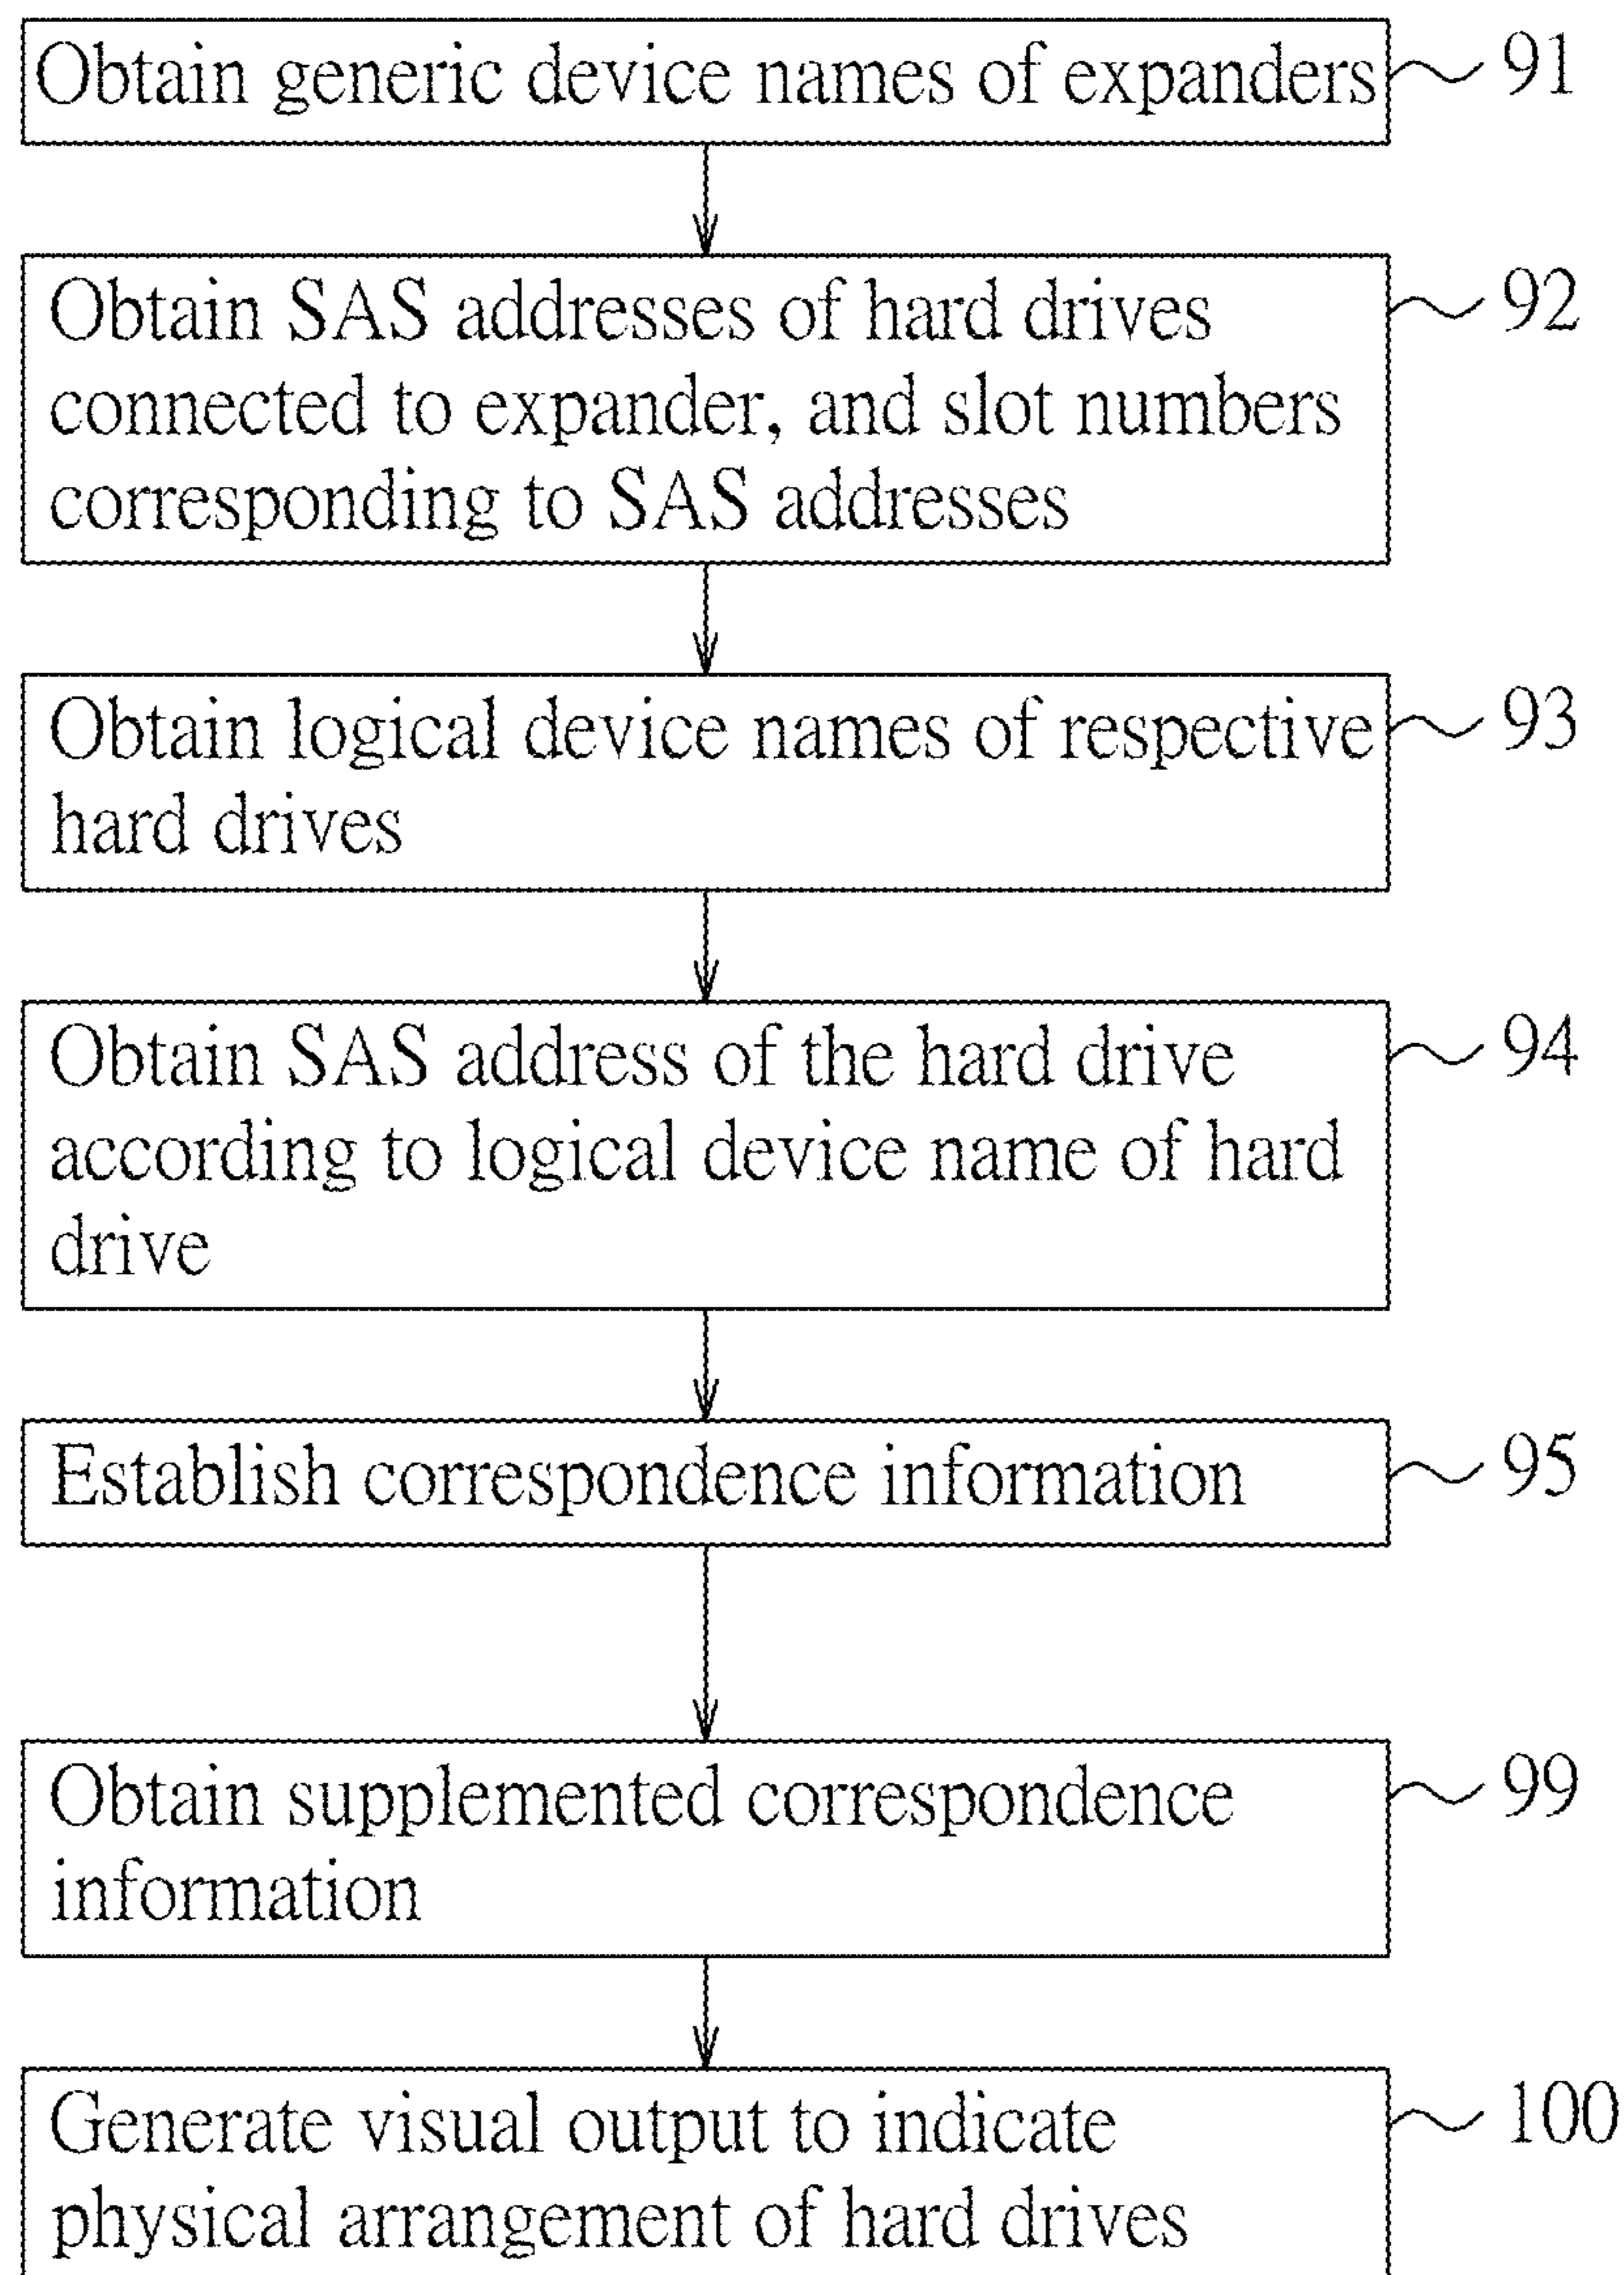 Obtain generic device names of expanders 91
Obtain SAS addresses of hard drives 92
connected to expander, and slot numbers
corresponding to SAS addresses
Obtain logical device names of respective 93
hard drives
Obtain SAS address of the hard drive 94
according to logical device name of hard
drive
Establish correspondence information 95
Obtain supplemented correspondence 99
information
Generate visual output to indicate 100
physical arrangement of hard drives